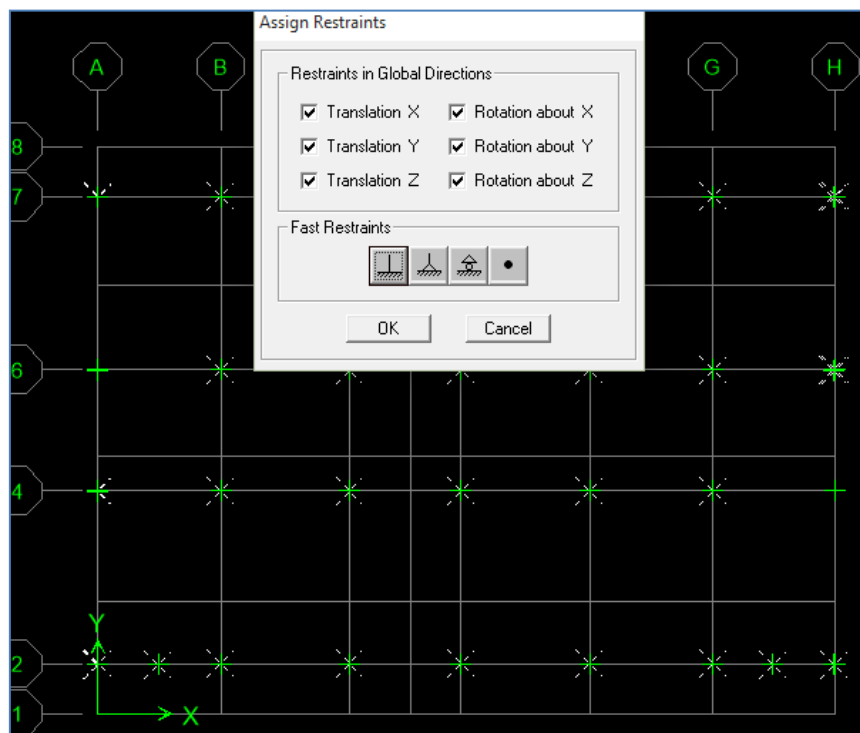 Assign Restraints
A B G H
Restraints in Global Directions
Translation X Rotation about X
Translation Y Rotation about Y
Translation Z Rotation about Z
Fast Restraints
OK Cancel
8
7
6
4
Y
2
1 X